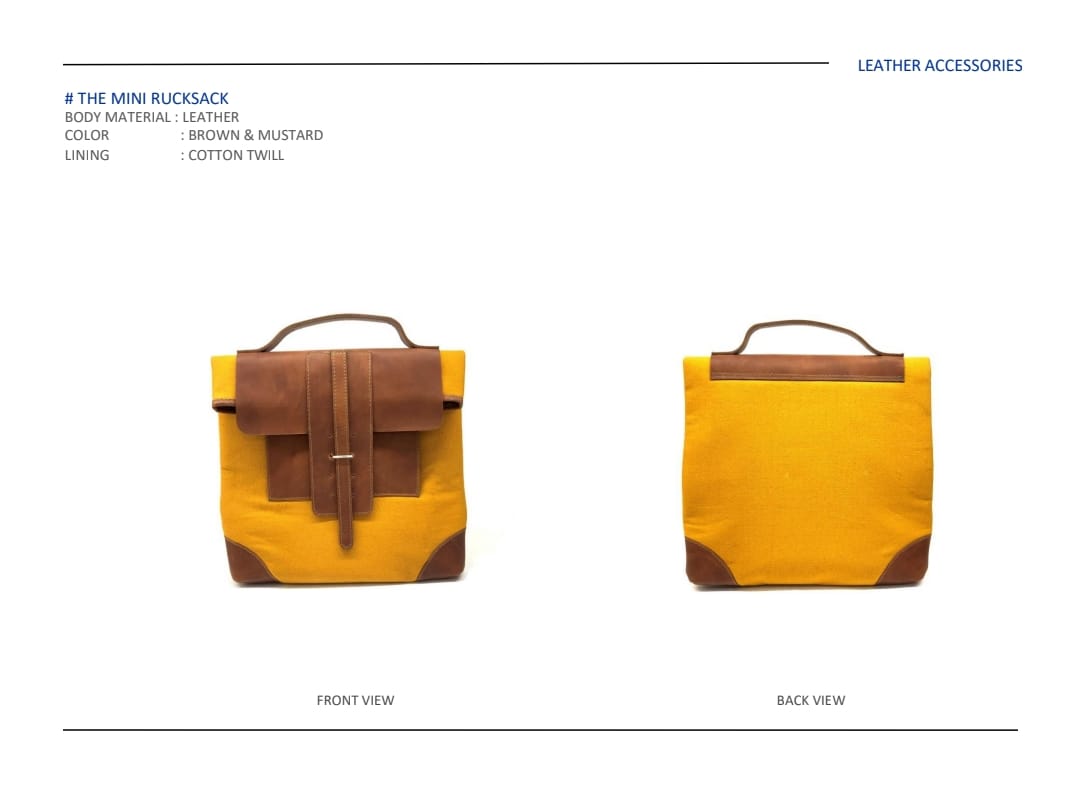 LEATHER ACCESSORIES
# THE MINI RUCKSACK
BODY MATERIAL : LEATHER
COLOR : BROWN & MUSTARD
LINING : COTTON TWILL
FRONT VIEW
BACK VIEW